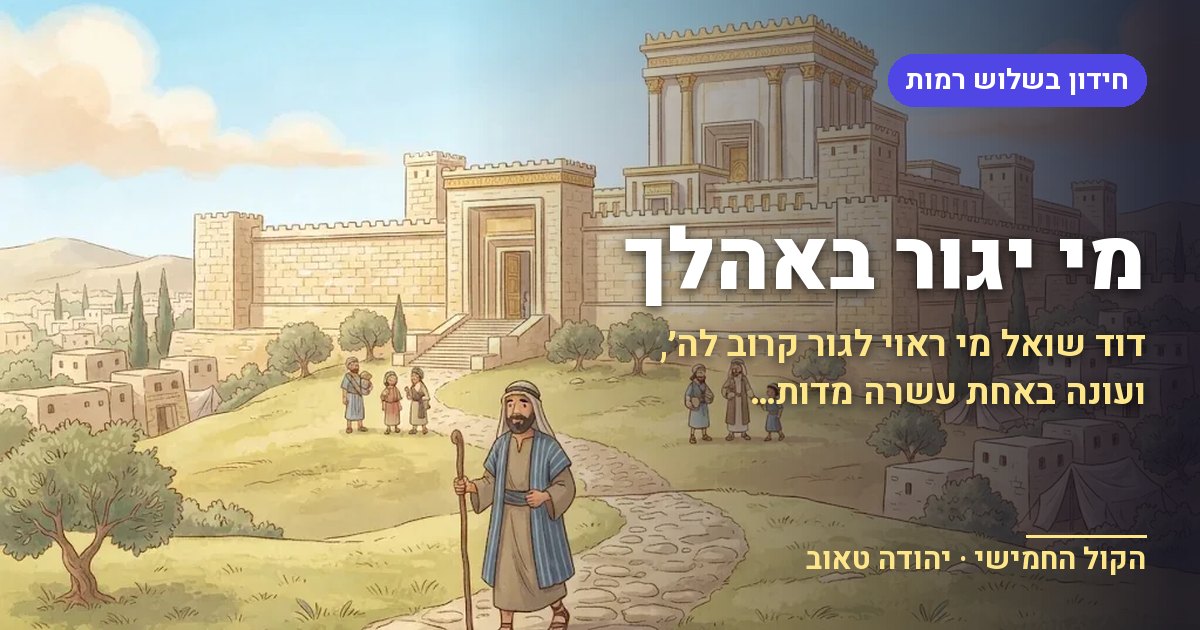 חידון בשלוש רמות
מי יגור באהלך
דוד שואל מי ראוי לגור קרוב לה׳,
ועונה באחת עשרה מדות...
הקול החמישי · יהודה טאוב